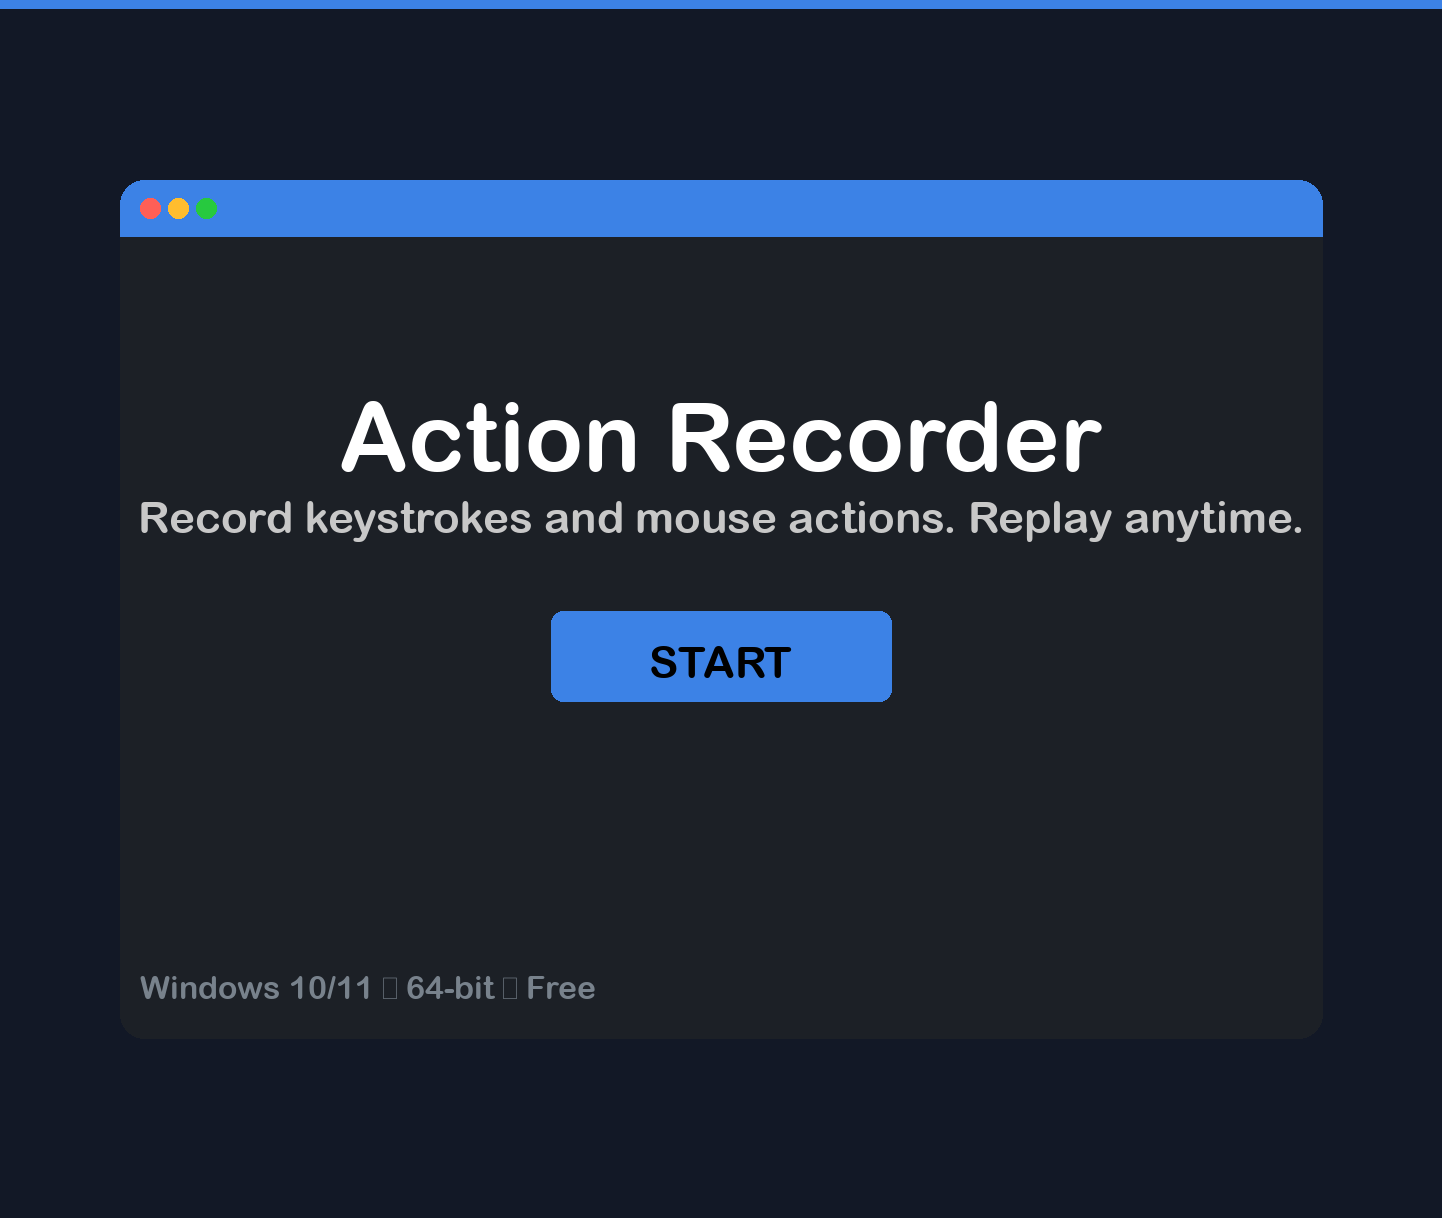 Action Recorder
Record keystrokes and mouse actions. Replay anytime.
START
Windows 10/11 ▯ 64-bit ▯ Free